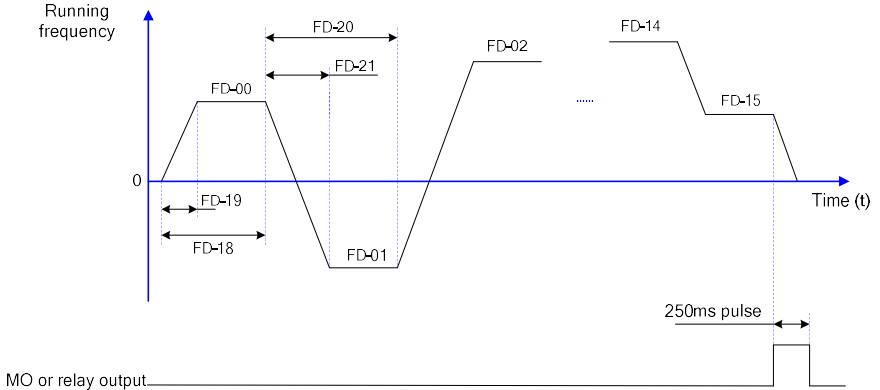 Running
frequency
FD-20
FD-14
FD-02
FD-21
FD-00
FD-15
......
0
FD-19
Time (t)
FD-18
FD-01
250ms pulse
MO or relay output